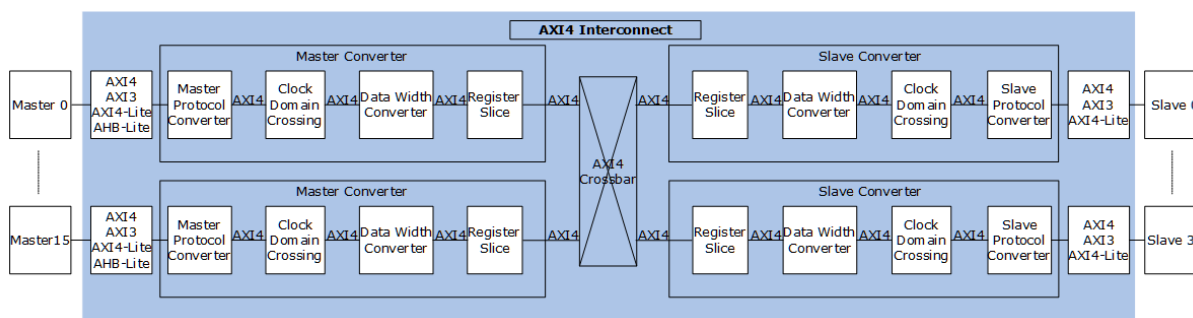 AXI4 Interconnect
Master Converter
Slave Converter
Master 0
AXI4
AXI3
AXI4-Lite
AHB-Lite
Master
Protocol
Converter
AXI4
Clock
Domain
Crossing
AXI4
Data Width
Converter
AXI4
Register
Slice
AXI4
AXI4
Crossbar
AXI4
Register
Slice
AXI4
Data Width
Converter
AXI4
Clock
Domain
Crossing
AXI4
Slave
Protocol
Converter
AXI4
AXI3
AXI4-Lite
Slave
Master Converter
Slave Converter
Master15
AXI4
AXI3
AXI4-Lite
AHB-Lite
Master
Protocol
Converter
AXI4
Clock
Domain
Crossing
AXI4
Data Width
Converter
AXI4
Register
Slice
AXI4
AXI4
Register
Slice
AXI4
Data Width
Converter
AXI4
Clock
Domain
Crossing
AXI4
Slave
Protocol
Converter
AXI4
AXI3
AXI4-Lite
Slave 3